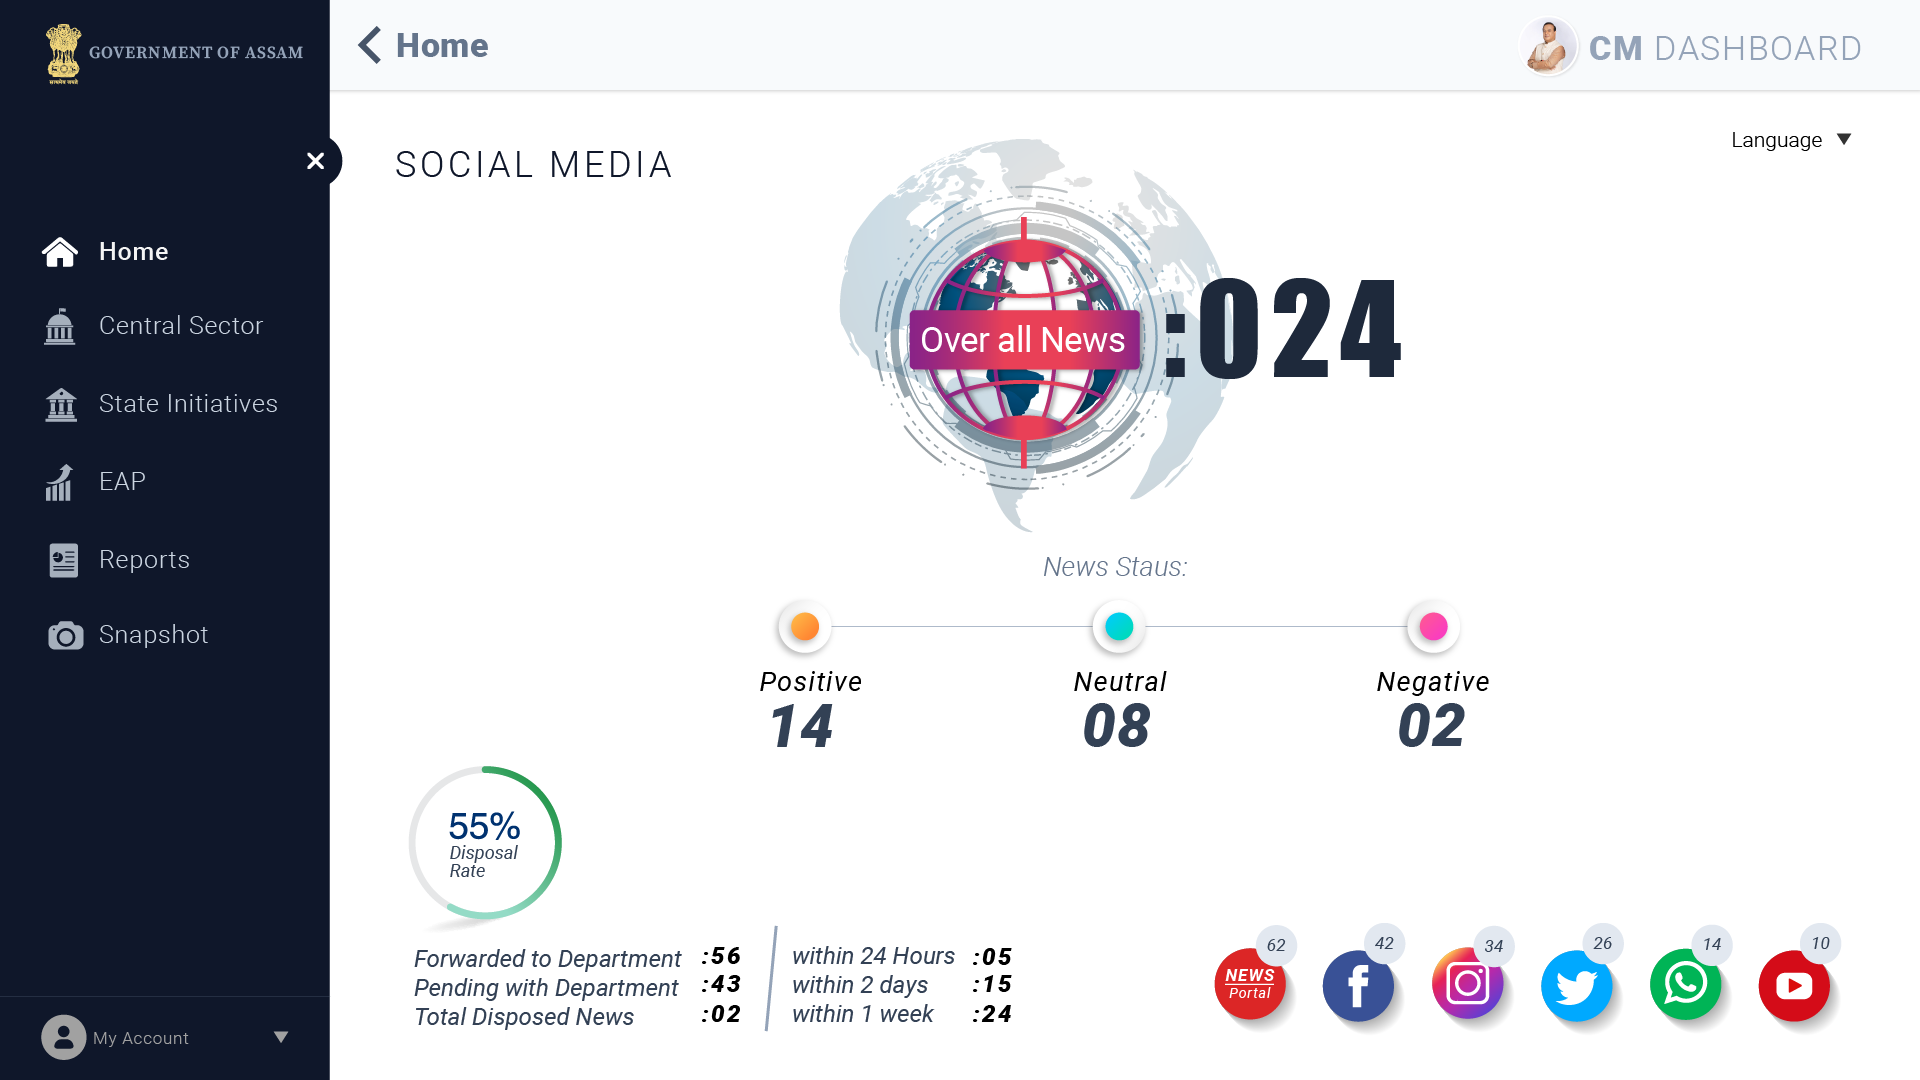 सत्यमेव जयते
GOVERNMENT OF ASSAM
Home
CM DASHBOARD
Language
SOCIAL MEDIA
Over all News :024
Home
Central Sector
State Initiatives
EAP
Reports
Snapshot
My Account
News Staus:
Positive
14
Neutral
08
Negative
02
55%
Disposal
Rate
Forwarded to Department :56
Pending with Department :43
Total Disposed News :02
within 24 Hours :05
within 2 days :15
within 1 week :24
62
NEWS
Portal
42
34
26
14
10